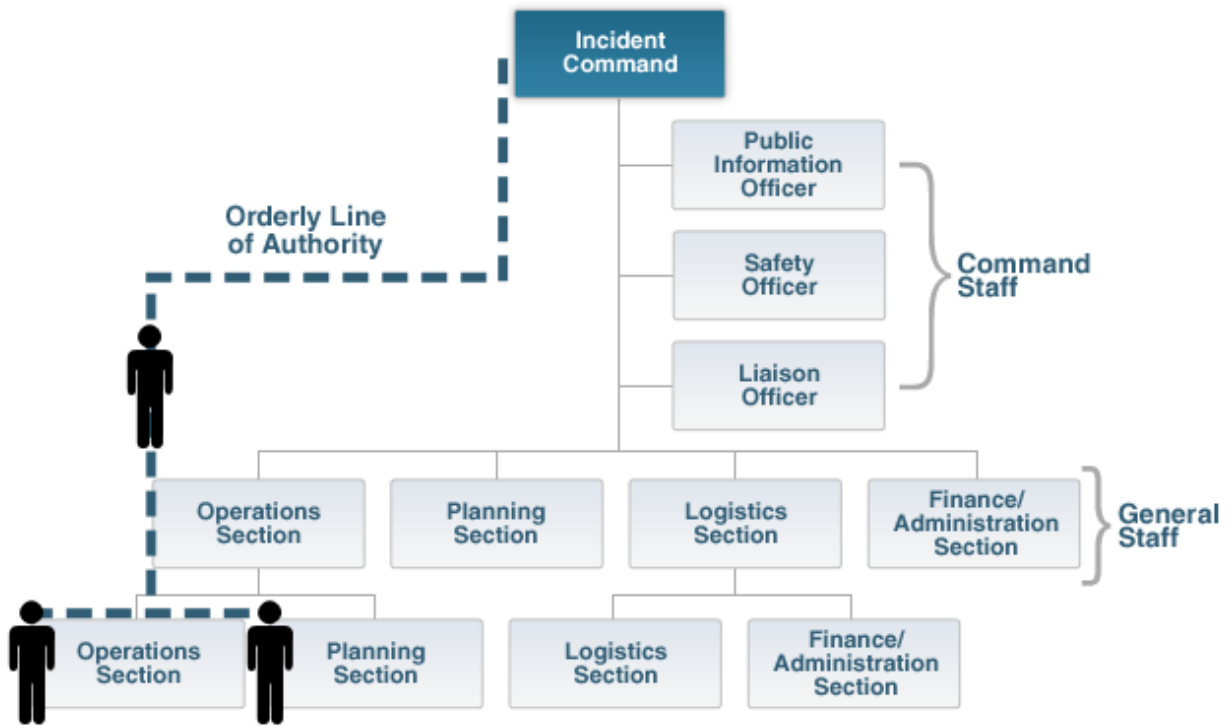 Incident
Command
Public
Information
Officer
Orderly Line
of Authority
Safety
Officer
Command
Staff
Liaison
Officer
Operations
Section
Planning
Section
Logistics
Section
Finance/
Administration
Section
General
Staff
Operations
Section
Planning
Section
Logistics
Section
Finance/
Administration
Section